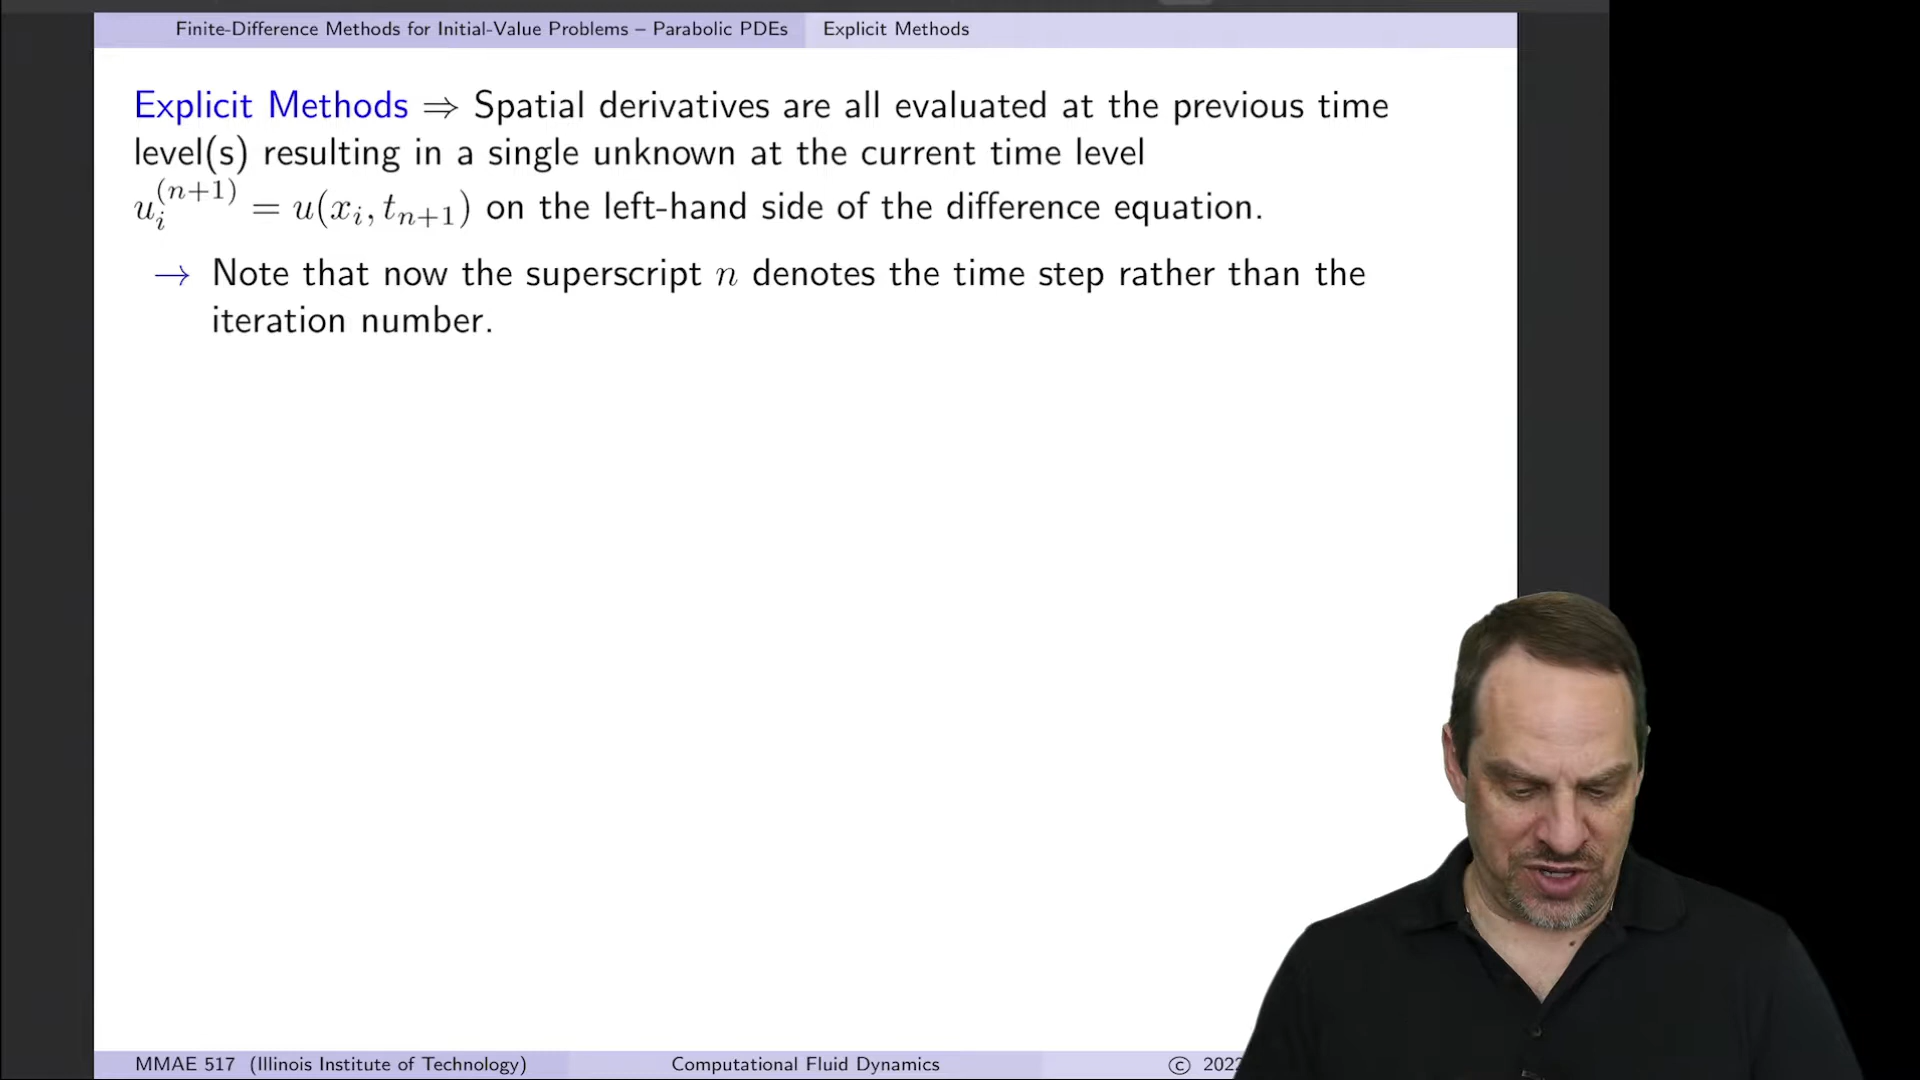 Finite-Difference Methods for Initial-Value Problems – Parabolic PDEs Explicit Methods
Explicit Methods ⇒ Spatial derivatives are all evaluated at the previous time
level(s) resulting in a single unknown at the current time level
u_i^{(n+1)} = u(x_i, t_{n+1}) on the left-hand side of the difference equation.
→ Note that now the superscript n denotes the time step rather than the
iteration number.
MMAE 517 (Illinois Institute of Technology) Computational Fluid Dynamics © 2022